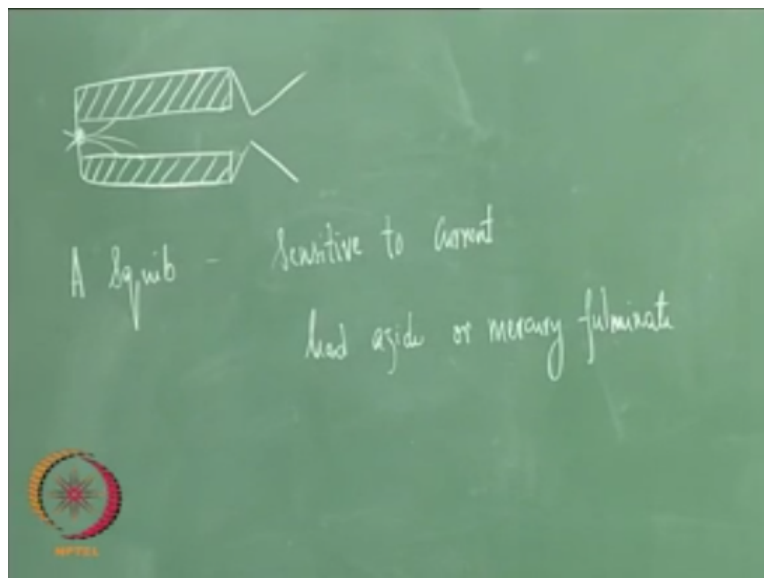 A Squib - Sensitive to current
lead azide or mercury fulminate
NPTEL